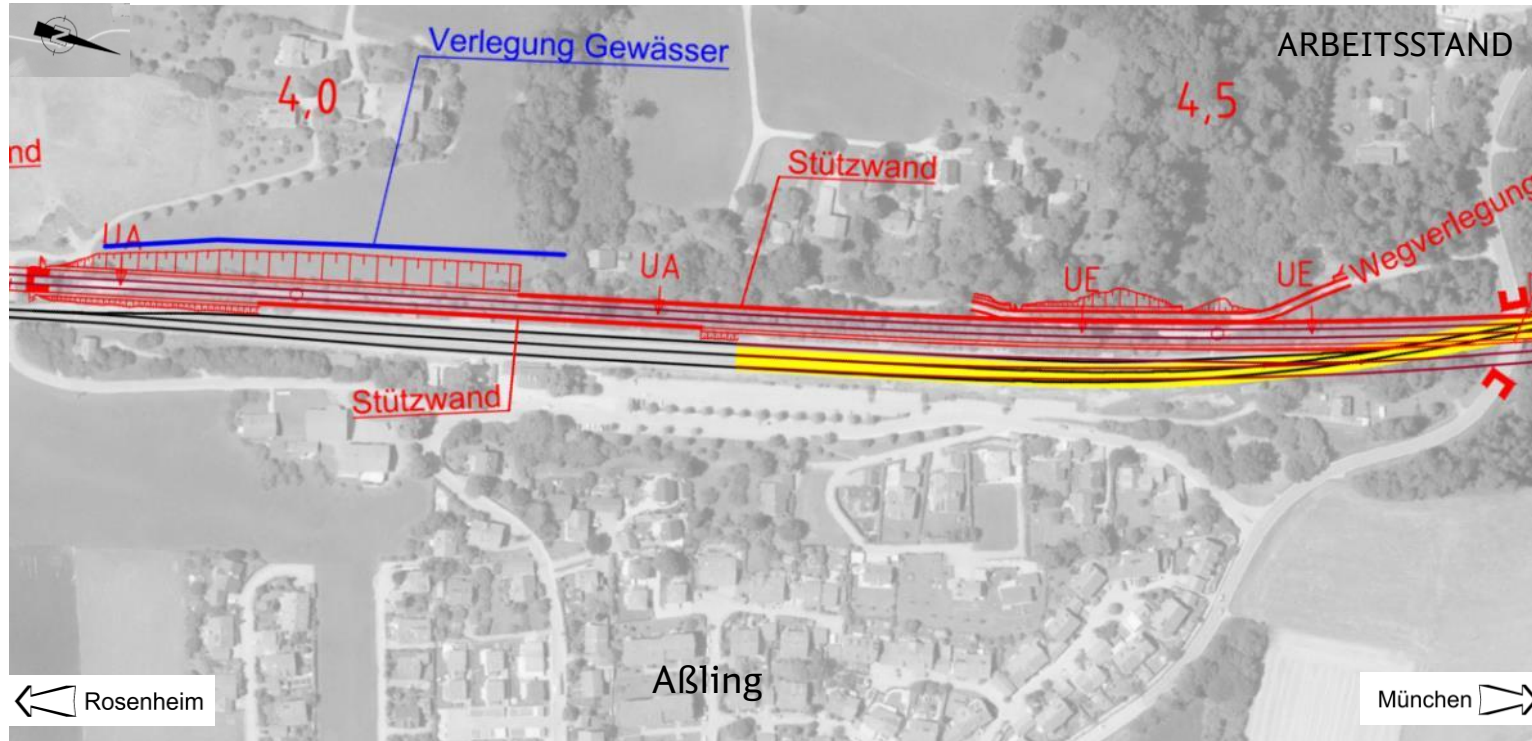 N
ARBEITSSTAND
Verlegung Gewässer
4,0
4,5
nd
Stützwand
Wegverlegung
UA
UA
UE
UE
Stützwand
Aßling
Rosenheim
München